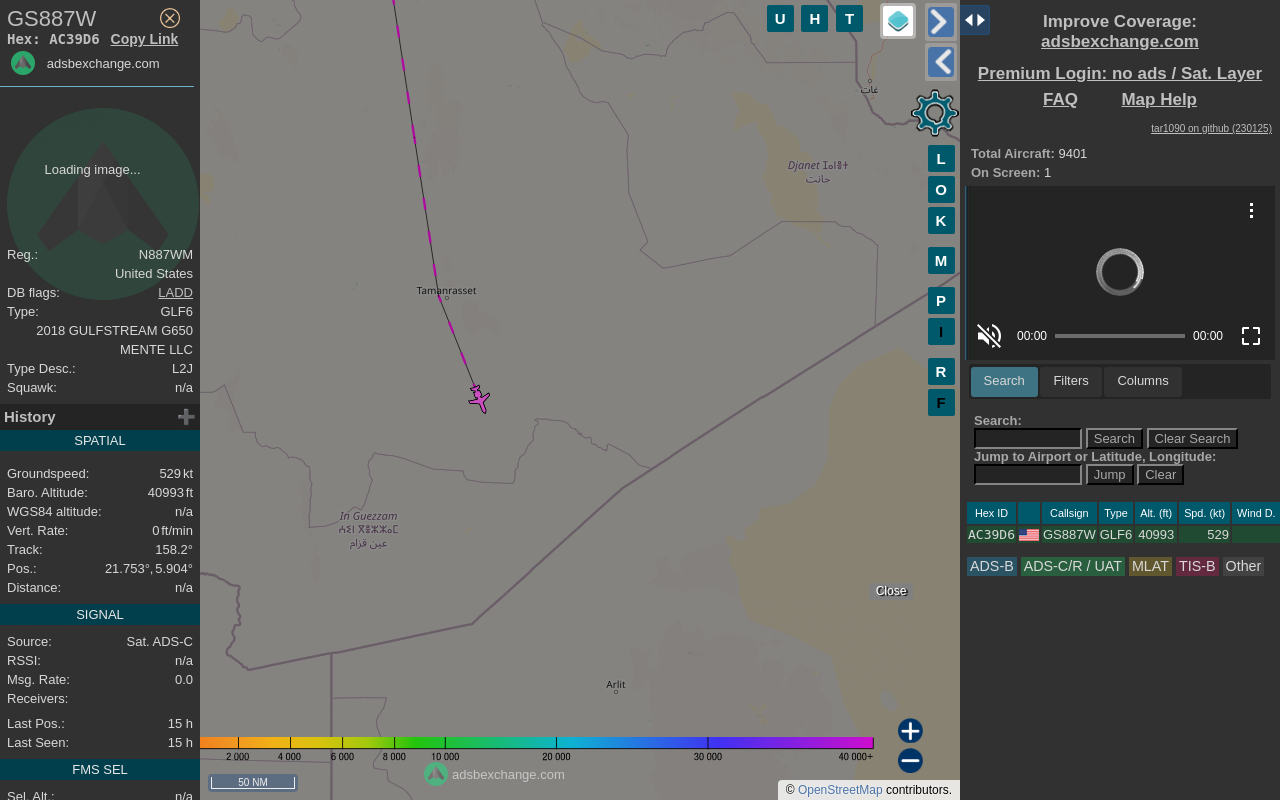 GS887W
Hex: AC39D6 Copy Link
adsbexchange.com
Loading image...
Reg.: N887WM
United States
DB flags: LADD
Type: GLF6
2018 GULFSTREAM G650
MENTE LLC
Type Desc.: L2J
Squawk: n/a
History
SPATIAL
Groundspeed: 529 kt
Baro. Altitude: 40993 ft
WGS84 altitude: n/a
Vert. Rate: 0 ft/min
Track: 158.2°
Pos.: 21.753°, 5.904°
Distance: n/a
SIGNAL
Source: Sat. ADS-C
RSSI: n/a
Msg. Rate: 0.0
Receivers:
Last Pos.: 15 h
Last Seen: 15 h
FMS SEL
Sel. Alt.: n/a
U H T
غات
Djanet ⵊⴰⵏⴻⵜ
جانت
Tamanrasset
In Guezzam
عين قزام
Arlit
Close
L
O
K
M
P
I
R
F
2 000 4 000 6 000 8 000 10 000 20 000 30 000 40 000+
adsbexchange.com
50 NM
© OpenStreetMap contributors.
Improve Coverage:
adsbexchange.com
Premium Login: no ads / Sat. Layer
FAQ Map Help
tar1090 on github (230125)
Total Aircraft: 9401
On Screen: 1
00:00 00:00
Search Filters Columns
Search:
Search Clear Search
Jump to Airport or Latitude, Longitude:
Jump Clear
Hex ID Callsign Type Alt. (ft) Spd. (kt) Wind D.
AC39D6 GS887W GLF6 40993 529
ADS-B ADS-C/R / UAT MLAT TIS-B Other